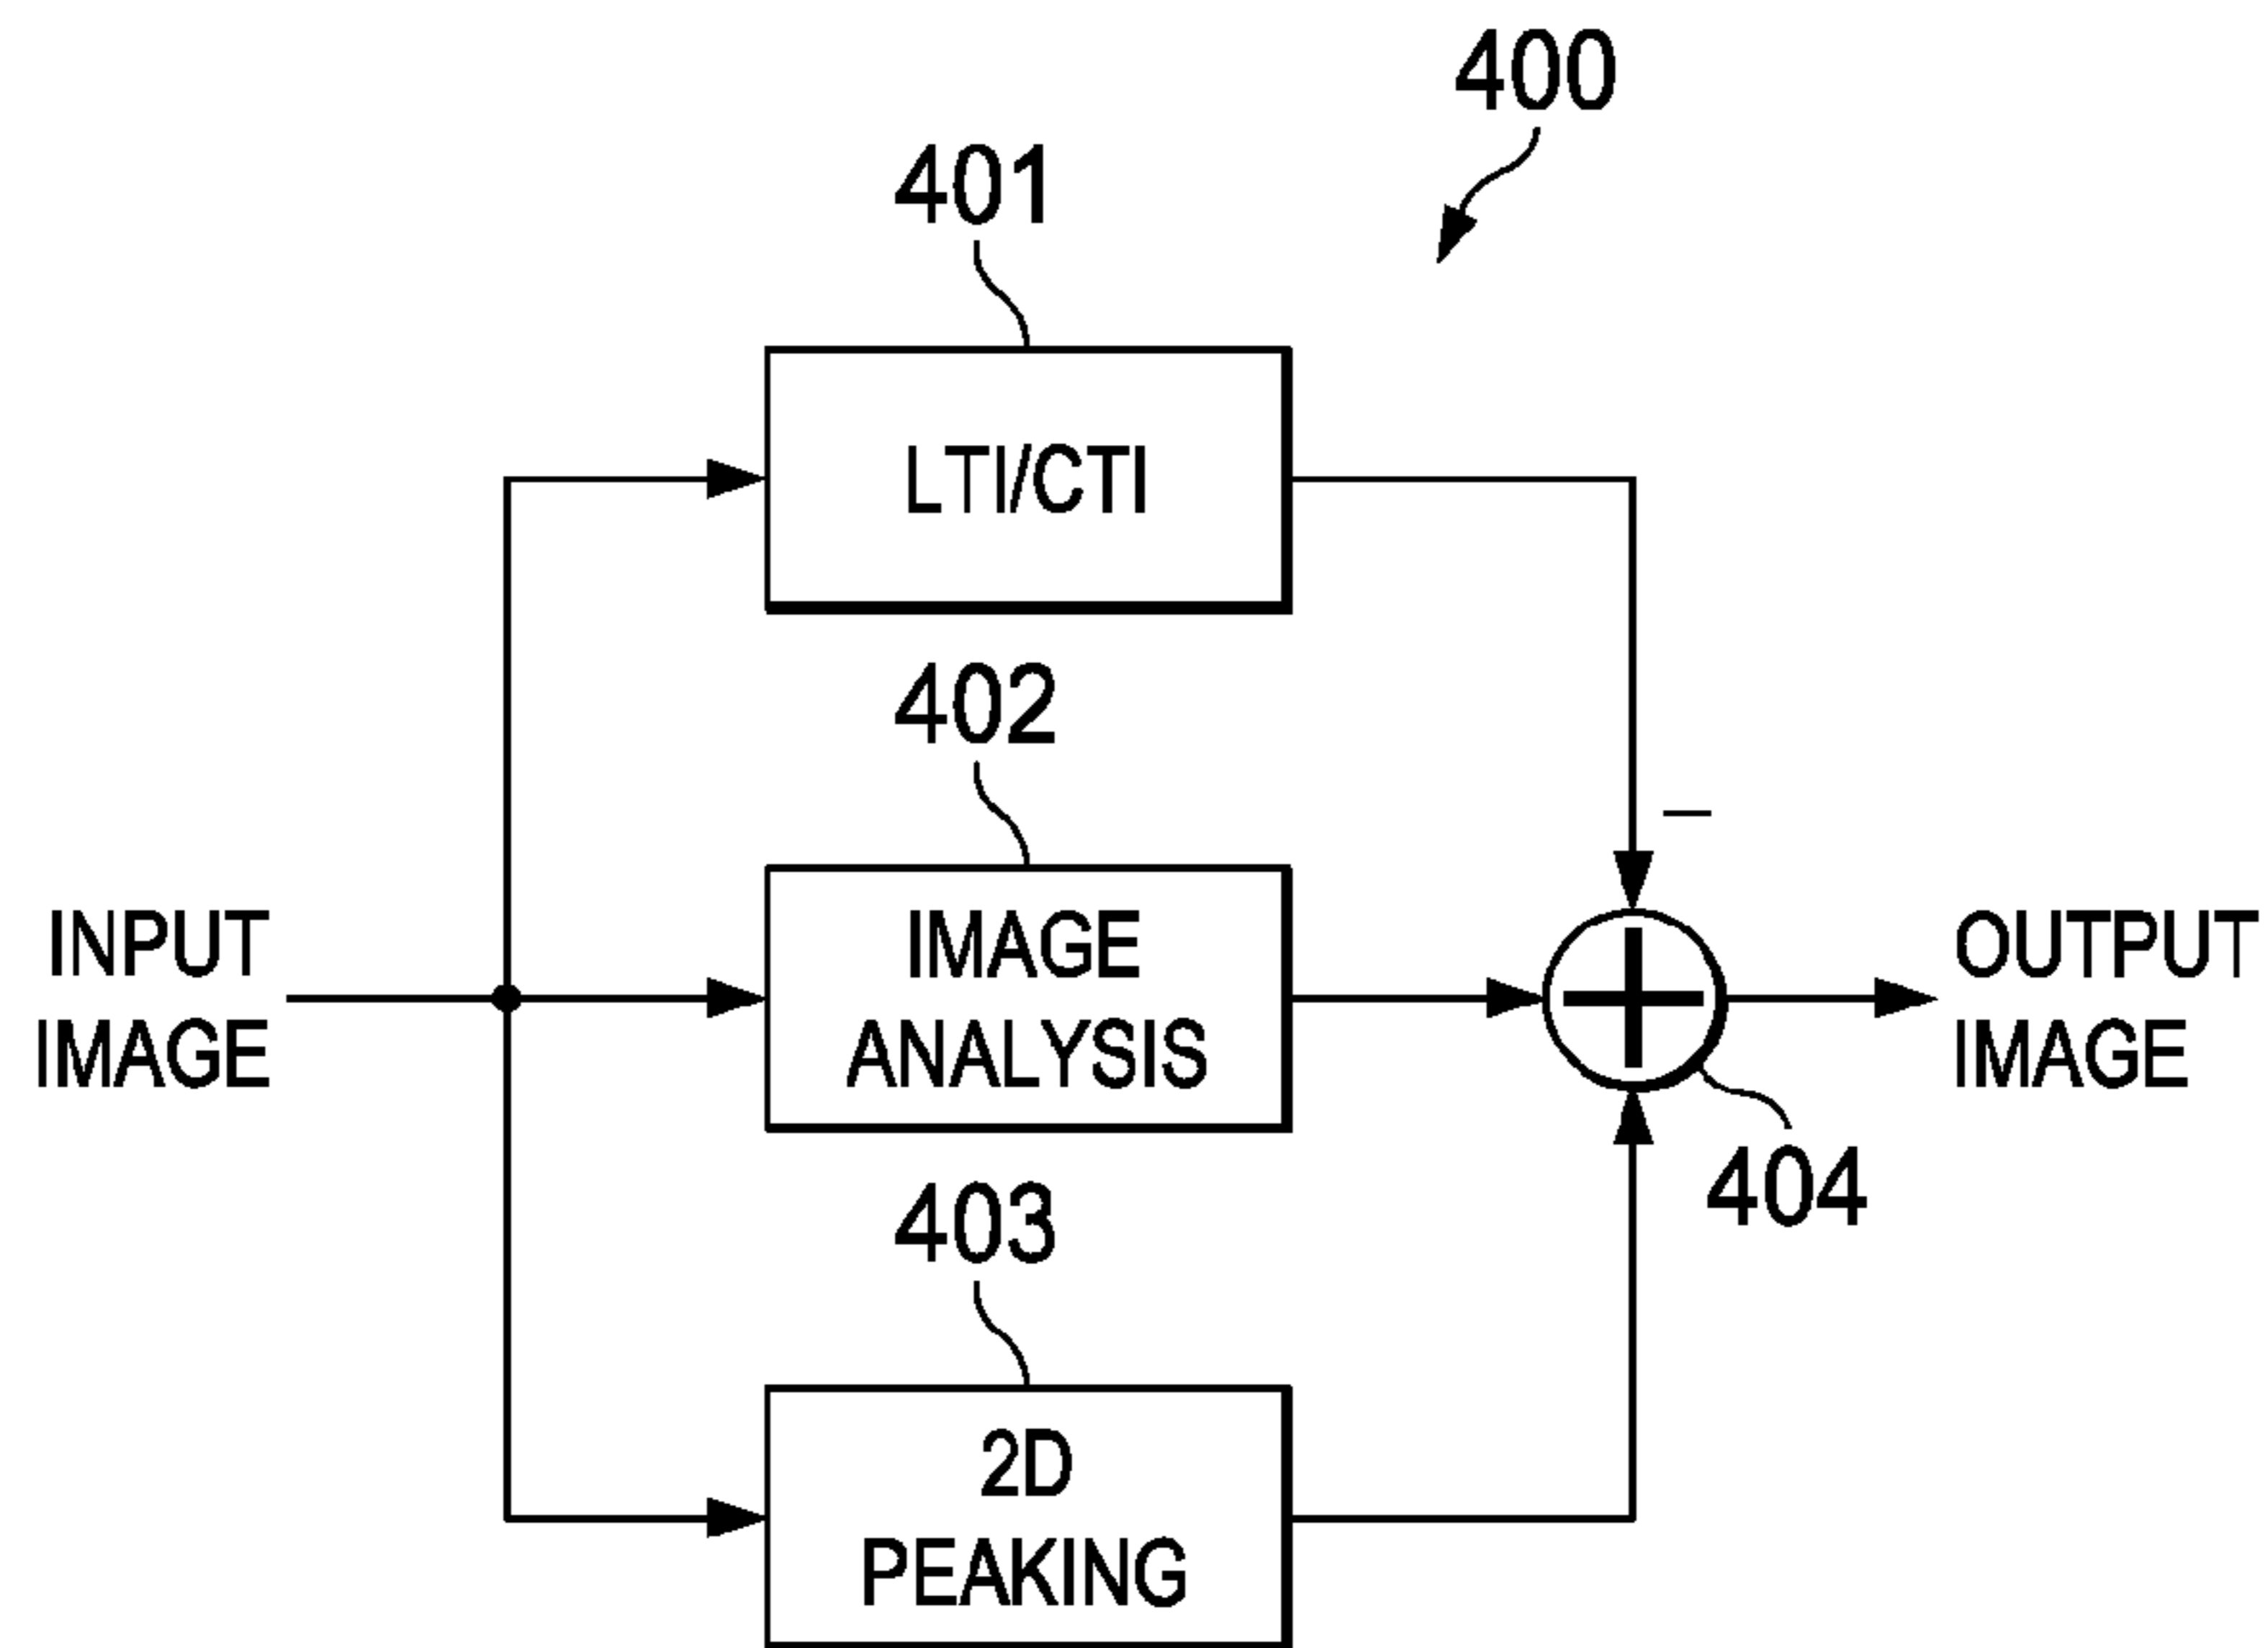 400
401
LTI/CTI
402
INPUT
IMAGE
IMAGE
ANALYSIS
–
OUTPUT
IMAGE
404
403
2D
PEAKING